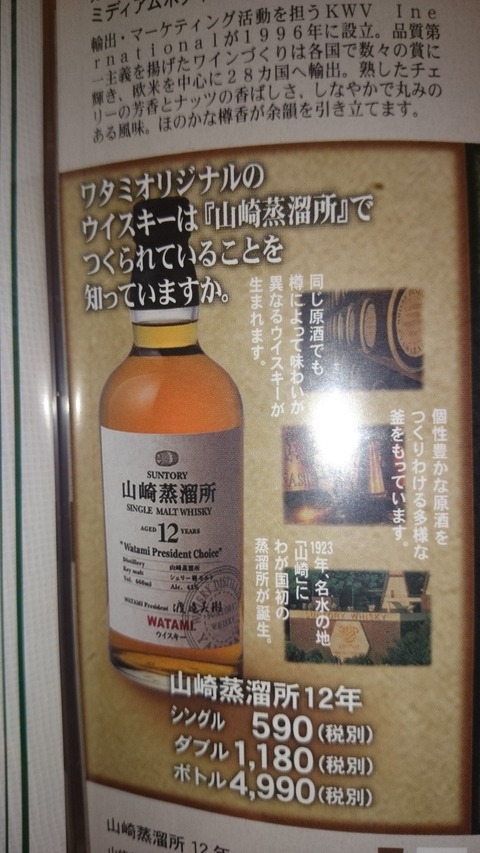 輸出・マーケティング活動を担うKWV Ine
rnationalが1996年に設立。品質第
一主義を揚げたワインづくりは各国で数々の賞に
輝き、欧米を中心に28カ国へ輸出。熟したチェ
リーの芳香とナッツの香ばしさ、しなやかで丸みの
ある風味。ほのかな樽香が余韻を引き立てます。
ワタミオリジナルの
ウイスキーは『山崎蒸溜所』で
つくられていることを
知っていますか。
同じ原酒でも
樽によって味わいが
異なるウイスキーが
生まれます。
個性豊かな原酒を
つくりわける多様な
釜をもっています。
1923年、名水の地
「山崎」に
わが国初の
蒸溜所が誕生。
SUNTORY
山崎蒸溜所
SINGLE MALT WHISKY
AGED 12 YEARS
"Watami President Choice"
Distillery 山崎蒸溜所
Key malt
Vol. 660ml Alc.
WATAMI President
WATAMI
ウイスキー
山崎蒸溜所12年
シングル 590(税別)
ダブル 1,180(税別)
ボトル 4,990(税別)
山崎蒸溜所 12年